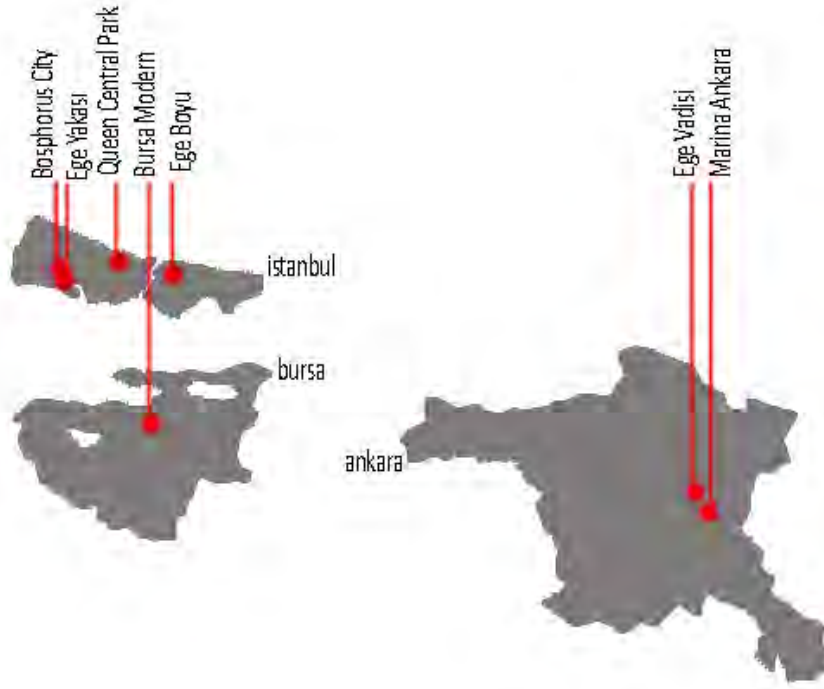 Bosphorus City
Ege Yakası
Queen Central Park
Bursa Modern
Ege Boyu
Ege Vadisi
Marina Ankara
istanbul
bursa
ankara